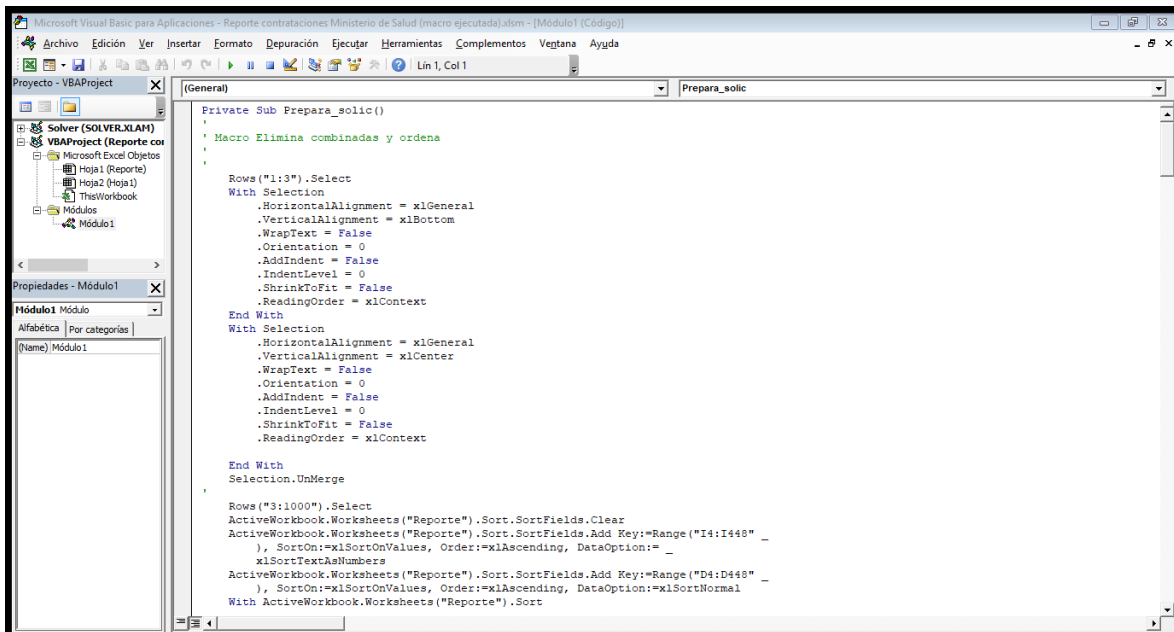 Microsoft Visual Basic para Aplicaciones - Reporte contrataciones Ministerio de Salud (macro ejecutada).xlsm - [Módulo1 (Código)]
Archivo Edición Ver Insertar Formato Depuración Ejecutar Herramientas Complementos Ventana Ayuda
Lín 1, Col 1
Proyecto - VBAProject
Solver (SOLVER.XLAM)
VBAProject (Reporte con
Microsoft Excel Objetos
Hoja1 (Reporte)
Hoja2 (Hoja1)
ThisWorkbook
Módulos
Módulo1
Propiedades - Módulo1
Módulo1 Módulo
Alfabética Por categorías
(Name) Módulo1
(General) Prepara_solic
Private Sub Prepara_solic()
'
' Macro Elimina combinadas y ordena
'
'
Rows("1:3").Select
With Selection
.HorizontalAlignment = xlGeneral
.VerticalAlignment = xlBottom
.WrapText = False
.Orientation = 0
.AddIndent = False
.IndentLevel = 0
.ShrinkToFit = False
.ReadingOrder = xlContext
End With
With Selection
.HorizontalAlignment = xlGeneral
.VerticalAlignment = xlCenter
.WrapText = False
.Orientation = 0
.AddIndent = False
.IndentLevel = 0
.ShrinkToFit = False
.ReadingOrder = xlContext
End With
Selection.UnMerge
'
Rows("3:1000").Select
ActiveWorkbook.Worksheets("Reporte").Sort.SortFields.Clear
ActiveWorkbook.Worksheets("Reporte").Sort.SortFields.Add Key:=Range("I4:I448" _
), SortOn:=xlSortOnValues, Order:=xlAscending, DataOption:= _
xlSortTextAsNumbers
ActiveWorkbook.Worksheets("Reporte").Sort.SortFields.Add Key:=Range("D4:D448" _
), SortOn:=xlSortOnValues, Order:=xlAscending, DataOption:=xlSortNormal
With ActiveWorkbook.Worksheets("Reporte").Sort